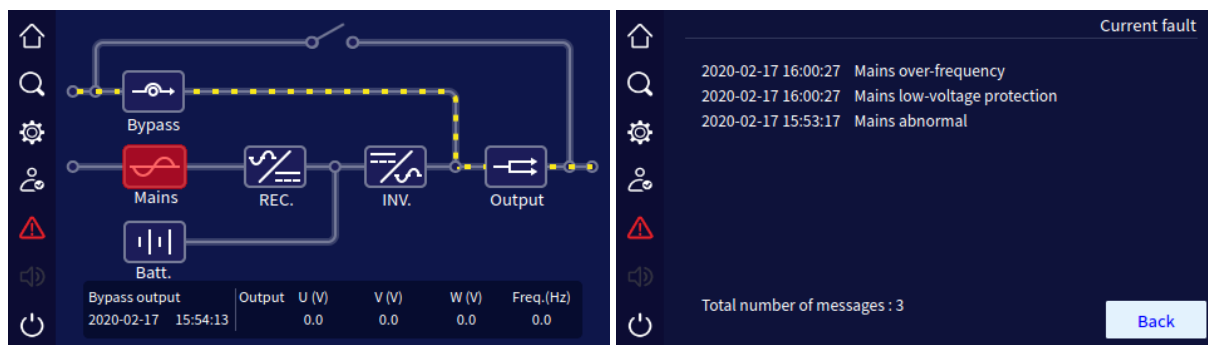 Bypass
Mains
REC.
INV.
Output
Batt.
Bypass output
2020-02-17 15:54:13
Output U (V) V (V) W (V) Freq.(Hz)
0.0 0.0 0.0 0.0
Current fault
2020-02-17 16:00:27 Mains over-frequency
2020-02-17 16:00:27 Mains low-voltage protection
2020-02-17 15:53:17 Mains abnormal
Total number of messages : 3
Back